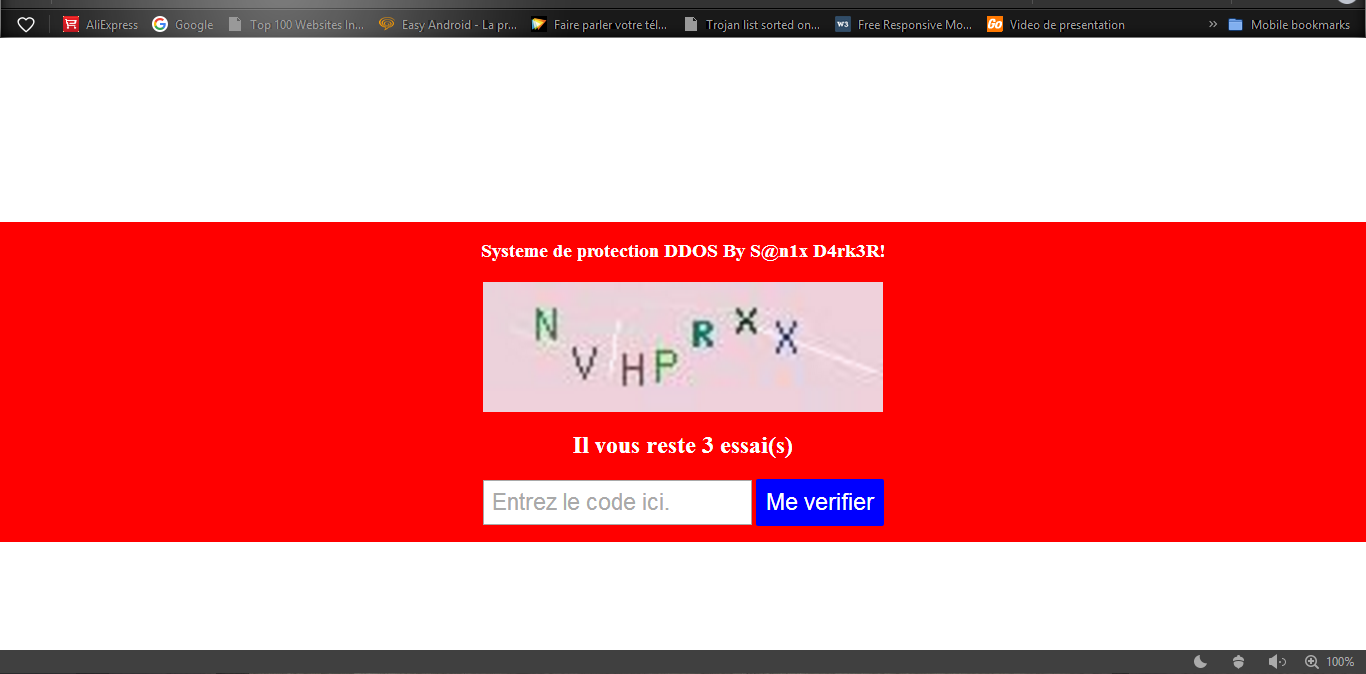 AliExpress Google Top 100 Websites In... Easy Android - La pr... Faire parler votre tél... Trojan list sorted on... W3 Free Responsive Mo... Go Video de presentation » Mobile bookmarks
Systeme de protection DDOS By S@n1x D4rk3R!
N V H P R X X
Il vous reste 3 essai(s)
Entrez le code ici. Me verifier
100%